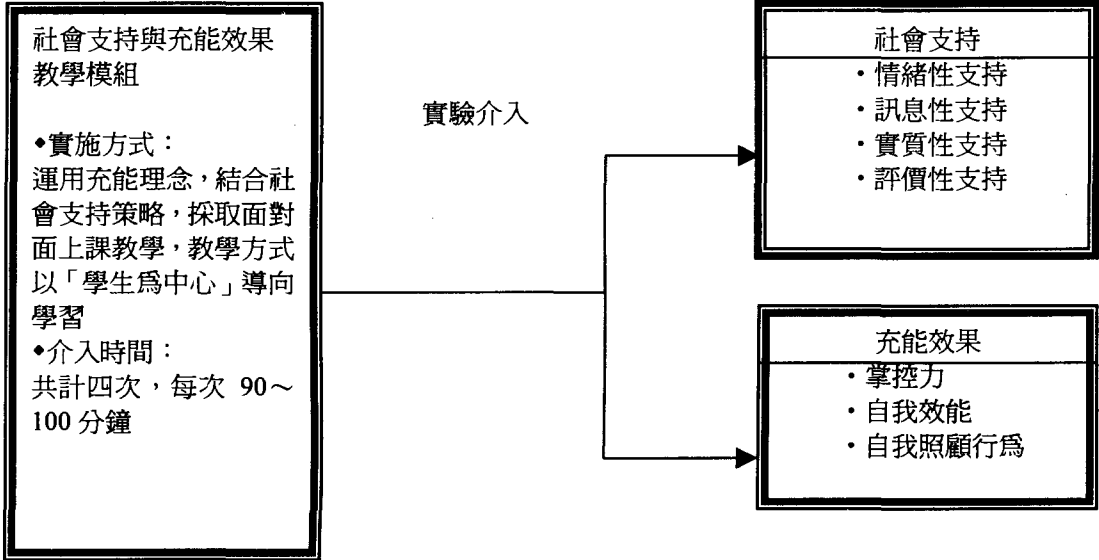 社會支持與充能效果
教學模組
◆實施方式：
運用充能理念，結合社
會支持策略，採取面對
面上課教學，教學方式
以「學生爲中心」導向
學習
◆介入時間：
共計四次，每次 90～
100 分鐘
實驗介入
社會支持
・情緒性支持
・訊息性支持
・實質性支持
・評價性支持
充能效果
・掌控力
・自我效能
・自我照顧行爲